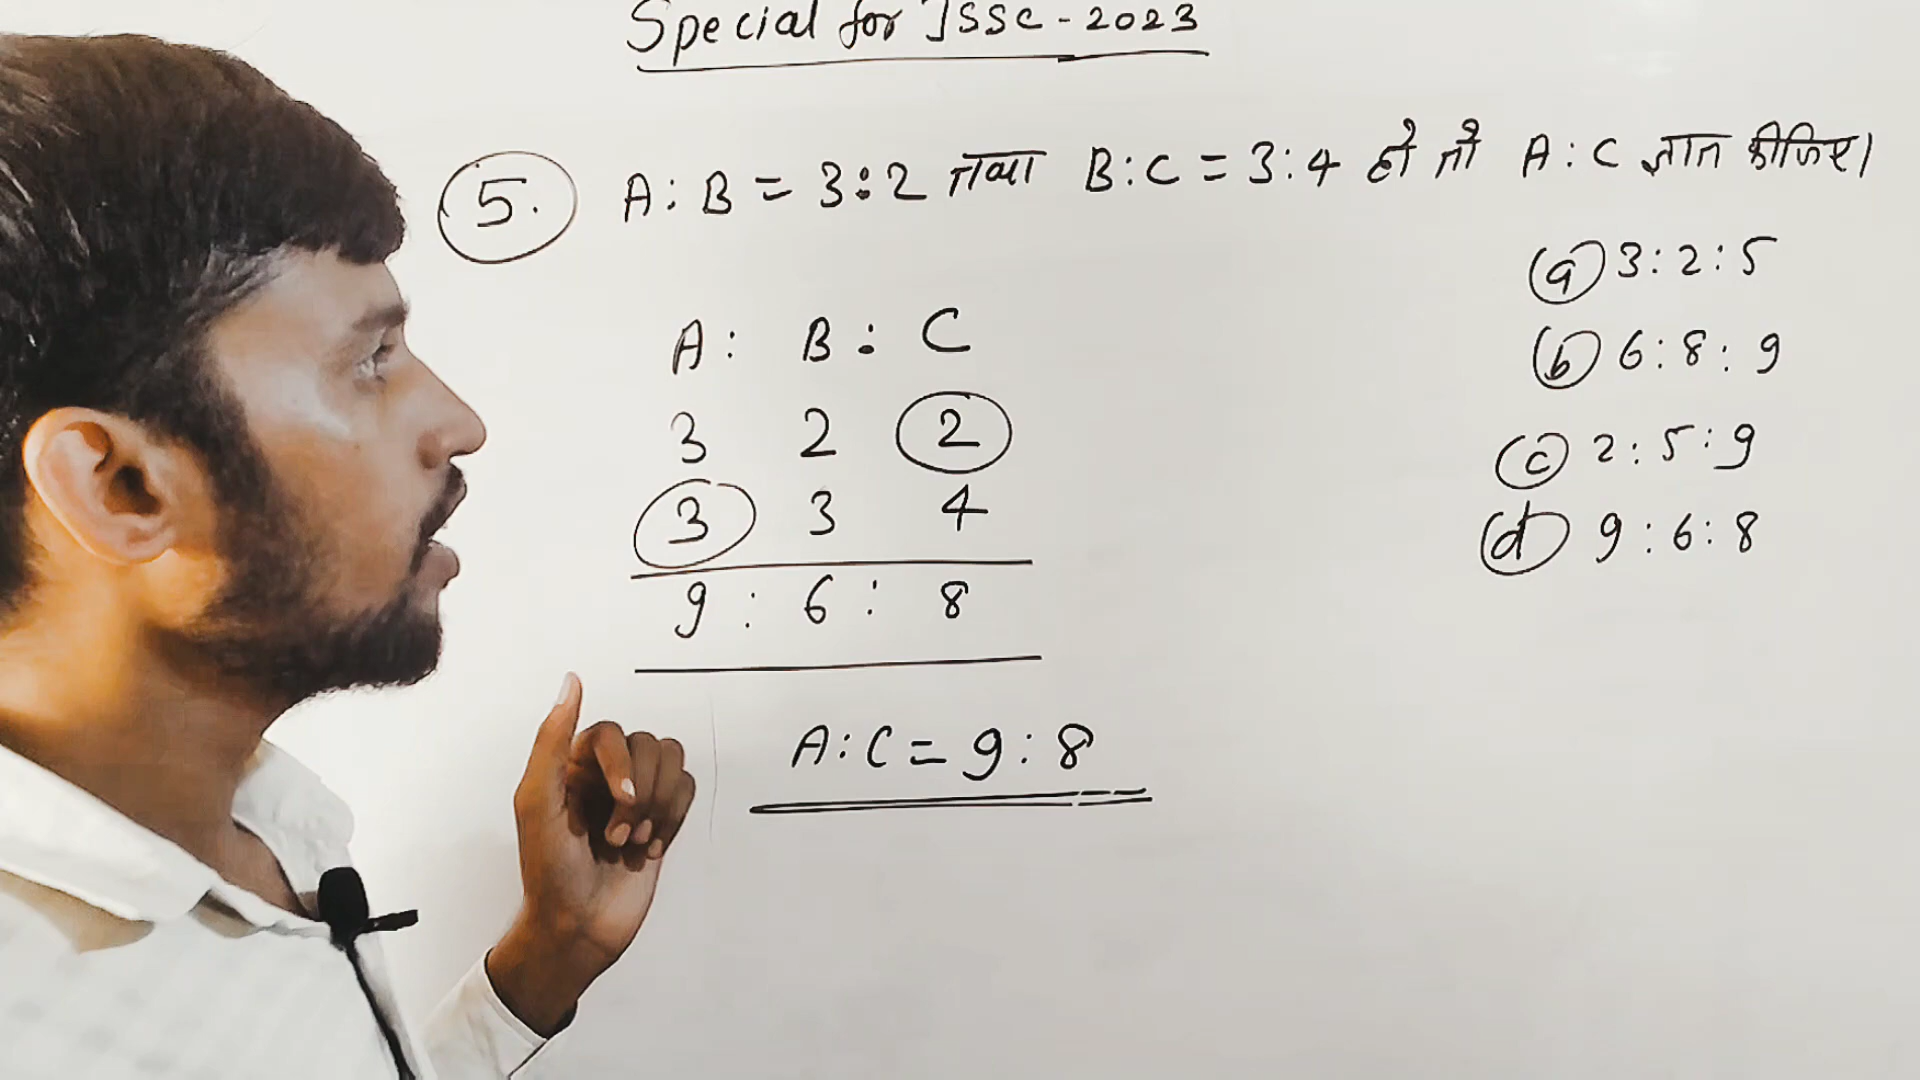 Special for JSSC - 2023
5. A : B = 3 : 2 तथा B : C = 3 : 4 हो तो A : C ज्ञात कीजिए।
(a) 3 : 2 : 5
(b) 6 : 8 : 9
(c) 2 : 5 : 9
(d) 9 : 6 : 8
A : B : C
3 2 2
3 3 4
9 : 6 : 8
A : C = 9 : 8